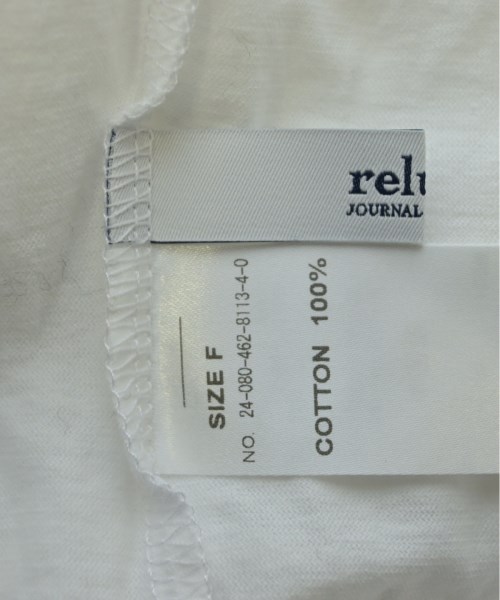 relu
JOURNAL
SIZE F
NO. 24-080-462-8113-4-0
COTTON 100%